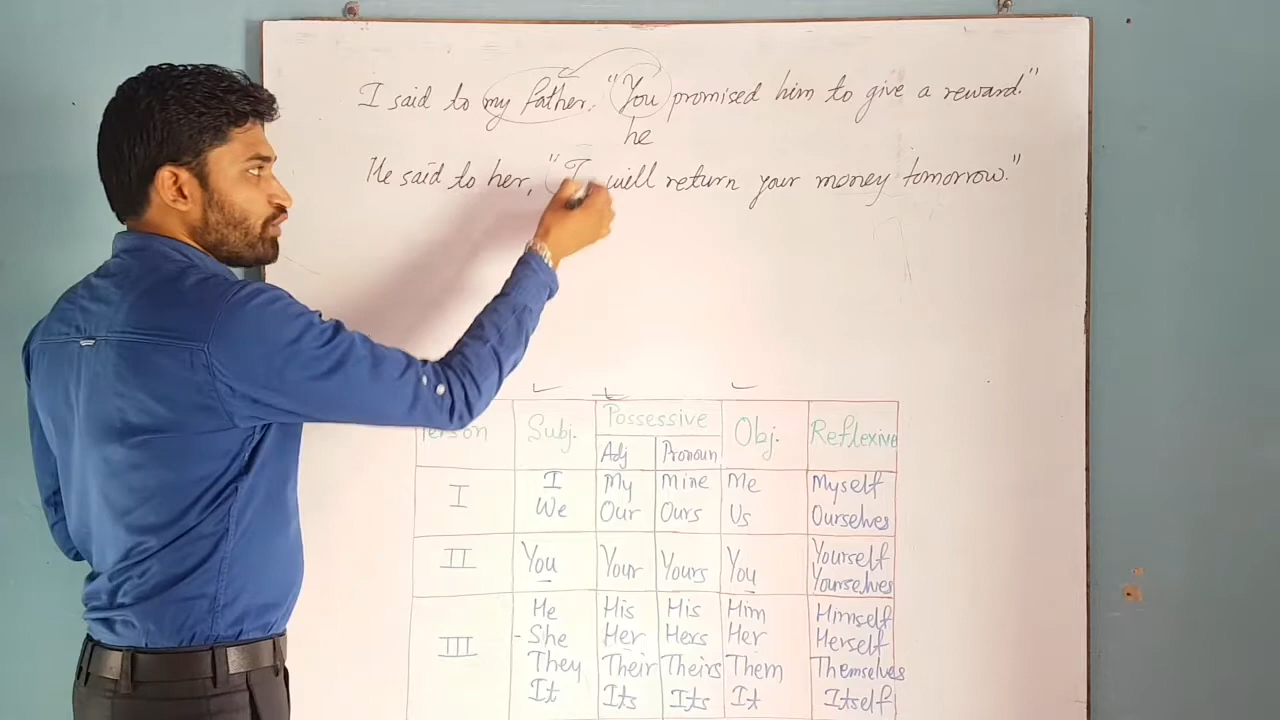 I said to my father, "You promised him to give a reward."
he
He said to her, "I will return your money tomorrow."
Person Subj. Possessive Obj. Reflexive
Adj Pronoun
I I My Mine Me Myself
We Our Ours Us Ourselves
II You Your Yours You Yourself
Yourselves
He His His Him Himself
III She Her Hers Her Herself
They Their Theirs Them Themselves
It Its Its It Itself